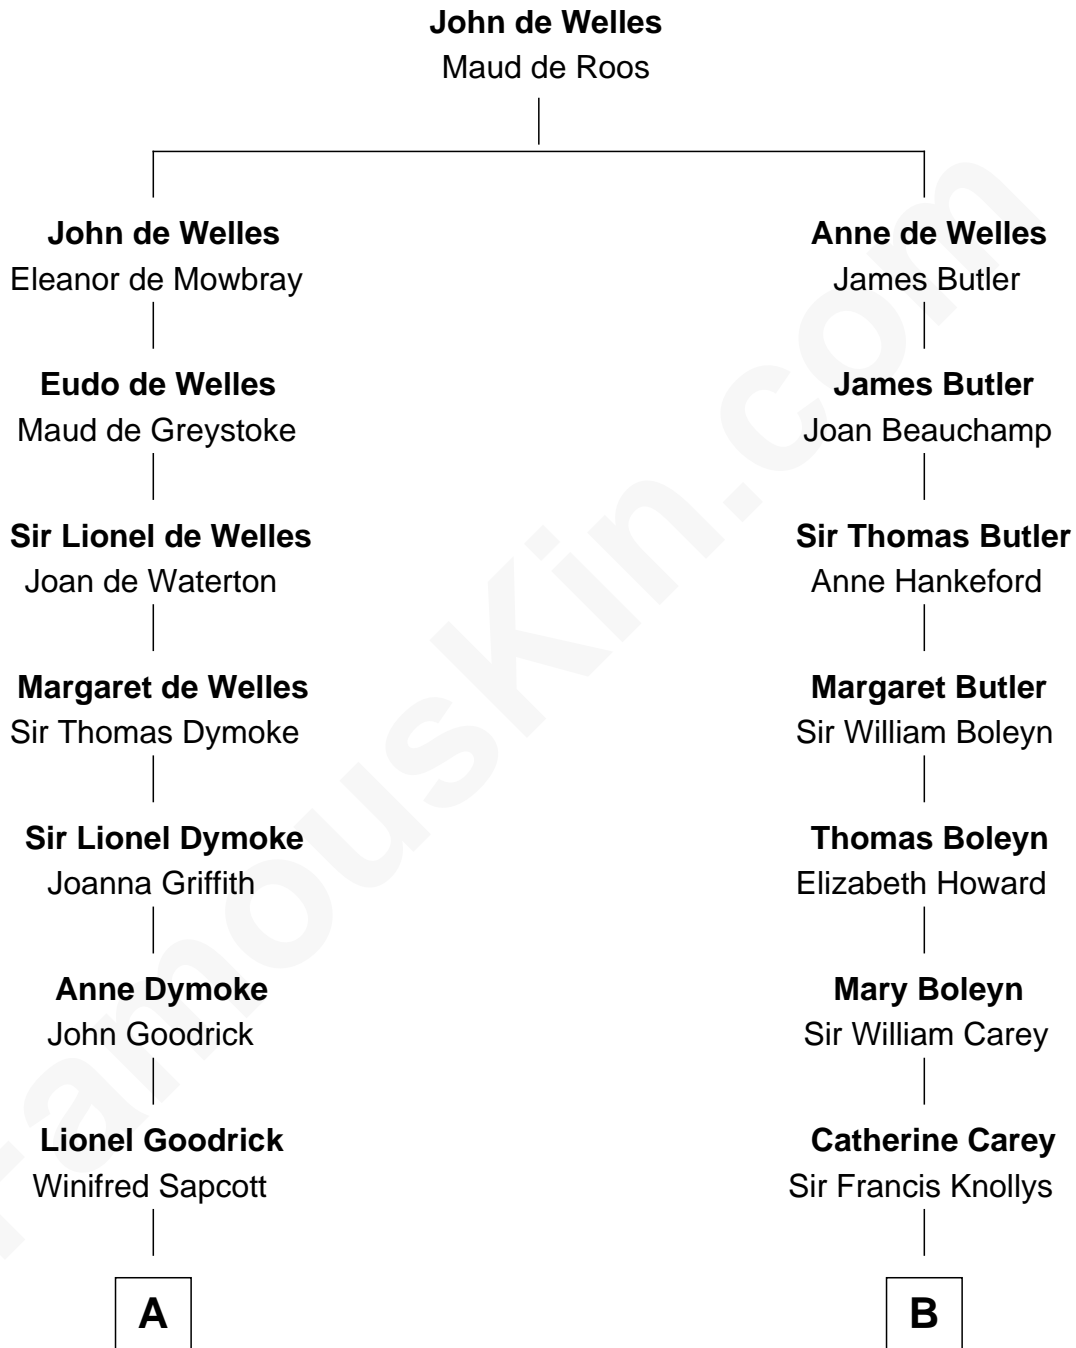 John de Welles
Maud de Roos
John de Welles
Eleanor de Mowbray
Anne de Welles
James Butler
Eudo de Welles
Maud de Greystoke
James Butler
Joan Beauchamp
Sir Lionel de Welles
Joan de Waterton
Sir Thomas Butler
Anne Hankeford
Margaret de Welles
Sir Thomas Dymoke
Margaret Butler
Sir William Boleyn
Sir Lionel Dymoke
Joanna Griffith
Thomas Boleyn
Elizabeth Howard
Anne Dymoke
John Goodrick
Mary Boleyn
Sir William Carey
Lionel Goodrick
Winifred Sapcott
Catherine Carey
Sir Francis Knollys
A
B
FamousKin.com